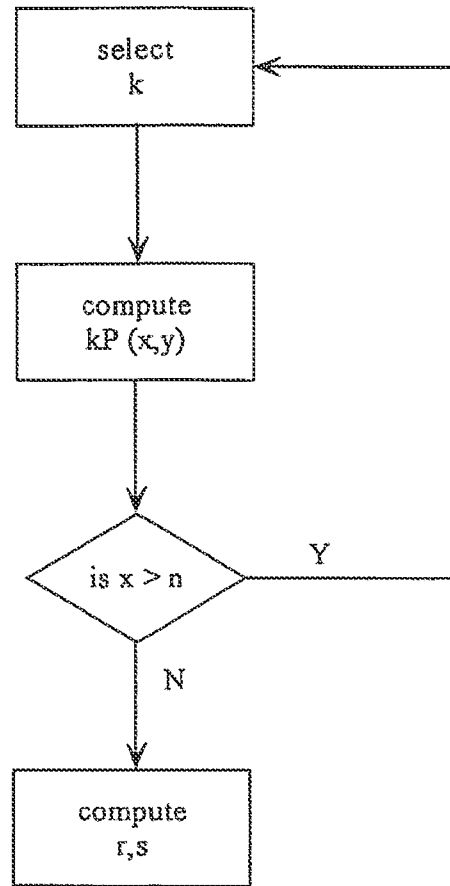 select
k
compute
kP (x,y)
is x > n
Y
N
compute
r,s